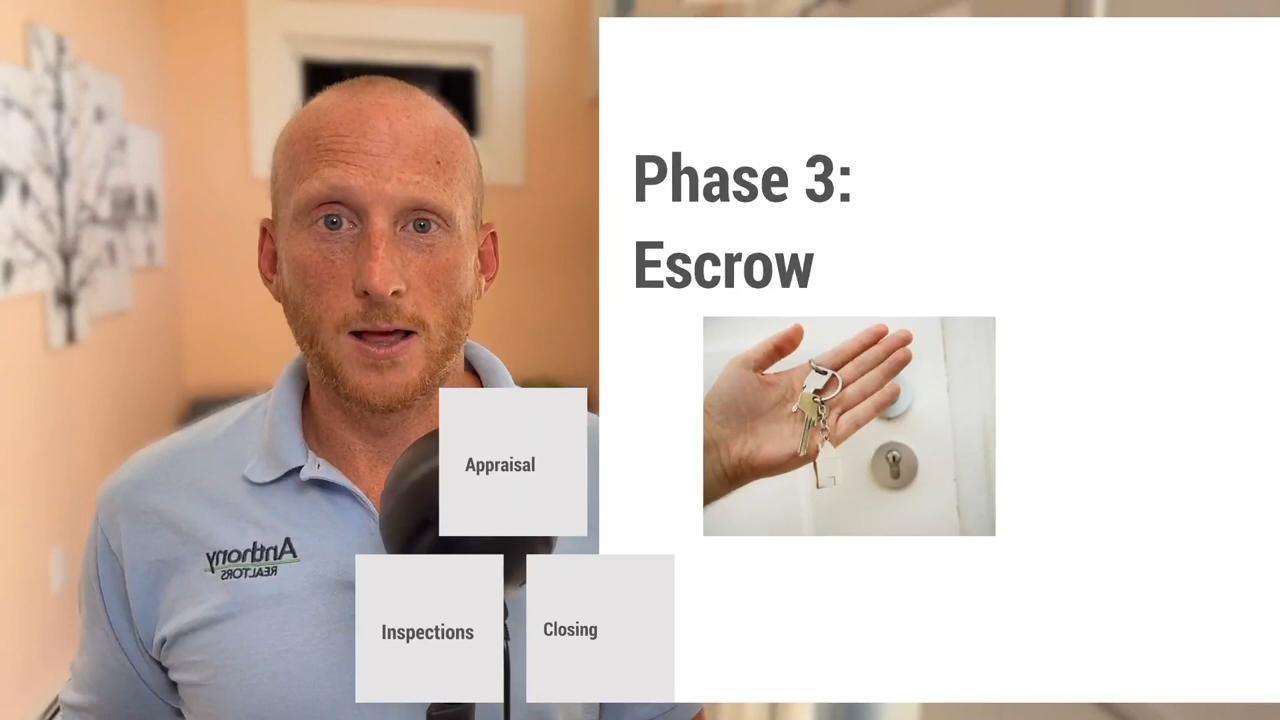 Phase 3:
Escrow
Appraisal
Anthony
REALTORS
Inspections
Closing